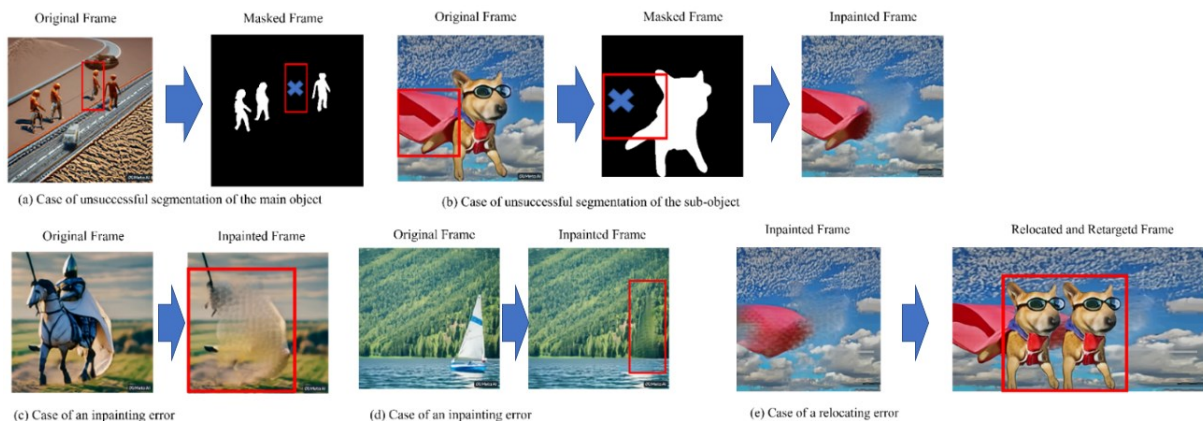 Original Frame
Masked Frame
Original Frame
Masked Frame
Inpainted Frame
(a) Case of unsuccessful segmentation of the main object
(b) Case of unsuccessful segmentation of the sub-object
Original Frame
Inpainted Frame
Original Frame
Inpainted Frame
Inpainted Frame
Relocated and Retargetd Frame
(c) Case of an inpainting error
(d) Case of an inpainting error
(e) Case of a relocating error